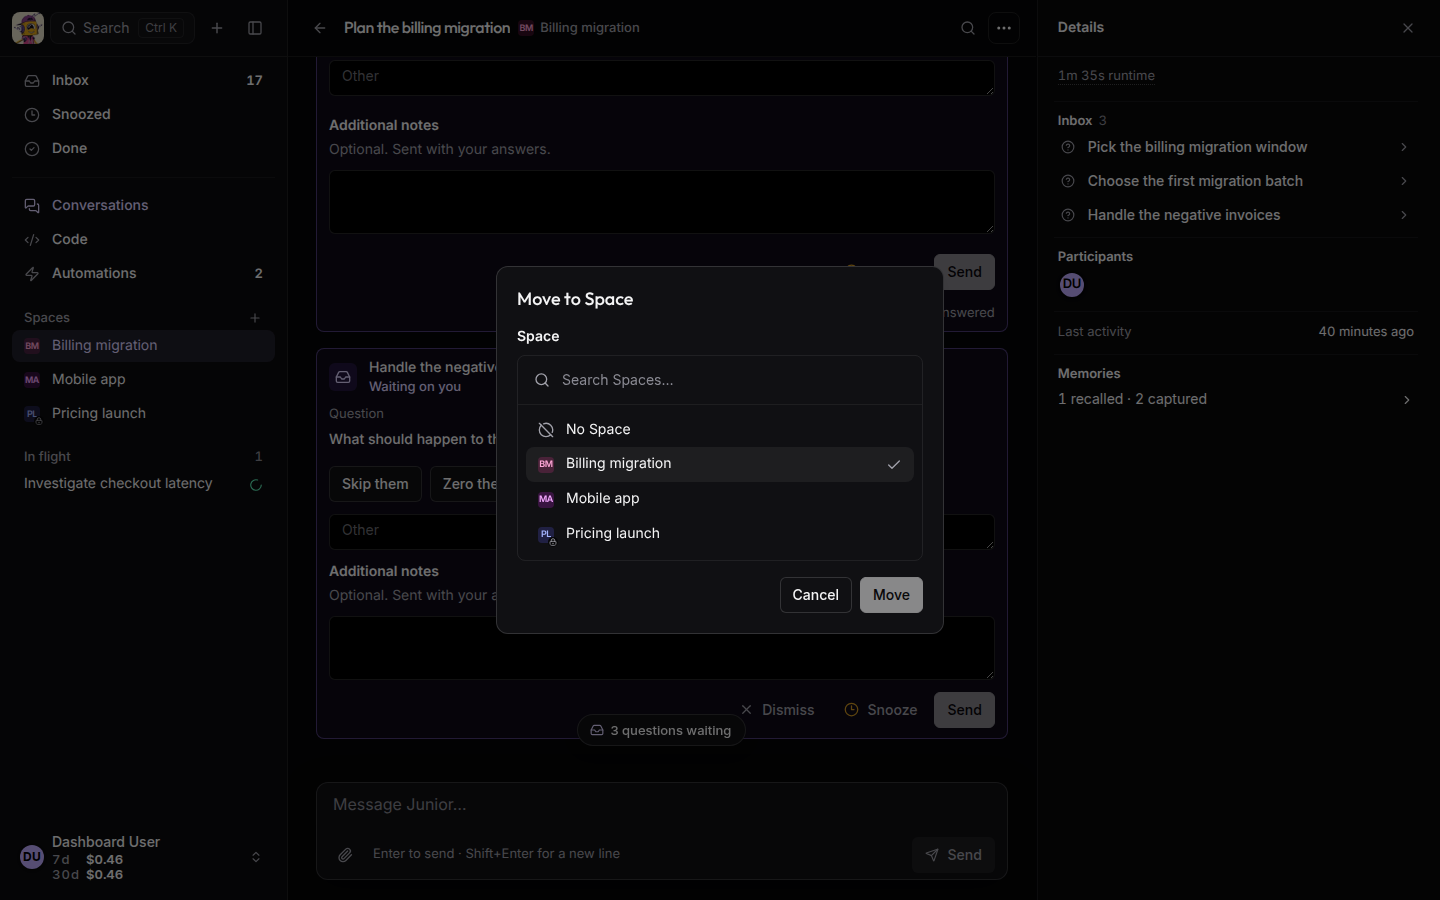 Search Ctrl K
Inbox 17
Snoozed
Done
Conversations
Code
Automations 2
Spaces
BM Billing migration
MA Mobile app
PL Pricing launch
In flight 1
Investigate checkout latency
DU Dashboard User
7d $0.46
30d $0.46
Plan the billing migration BM Billing migration
Other
Additional notes
Optional. Sent with your answers.
Send
nswered
Handle the negative
Waiting on you
Question
What should happen to th
Skip them
Zero the
Other
Additional notes
Optional. Sent with your a
Dismiss
Snooze
Send
3 questions waiting
Message Junior...
Enter to send · Shift+Enter for a new line
Send
Move to Space
Space
Search Spaces...
No Space
BM Billing migration
MA Mobile app
PL Pricing launch
Cancel
Move
Details
1m 35s runtime
Inbox 3
Pick the billing migration window
Choose the first migration batch
Handle the negative invoices
Participants
DU
Last activity 40 minutes ago
Memories
1 recalled · 2 captured